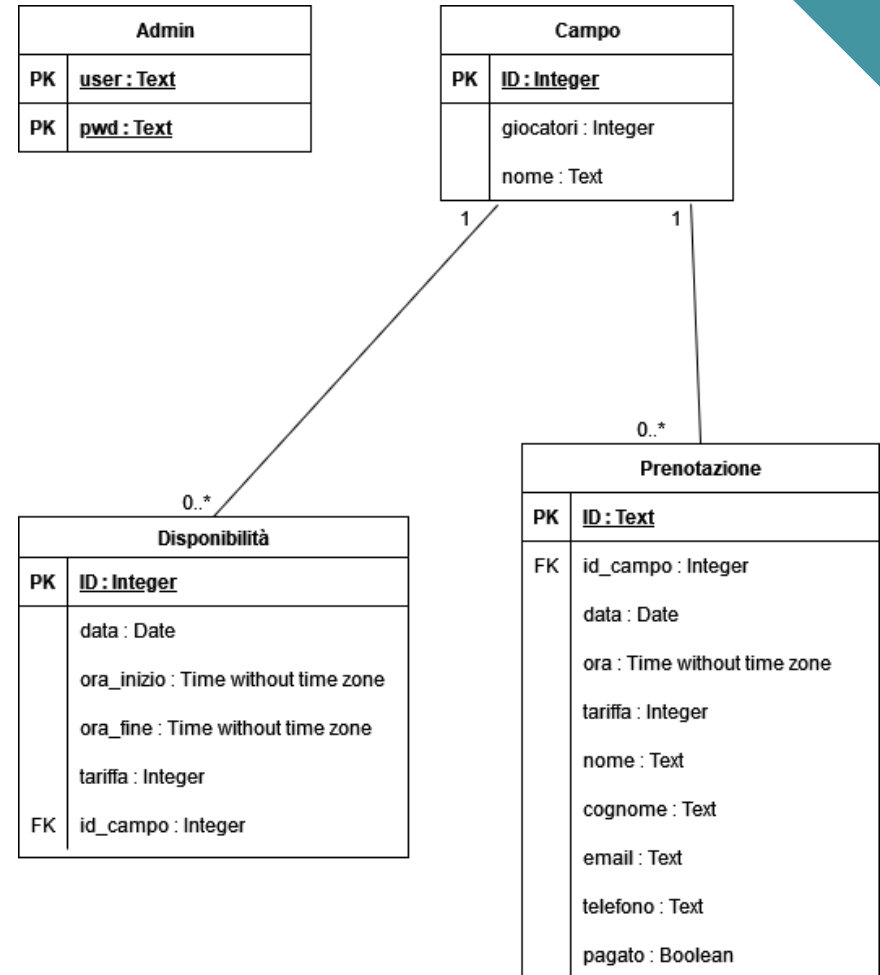 Admin
PK user : Text
PK pwd : Text
Campo
PK ID : Integer
giocatori : Integer
nome : Text
1
1
0..*
0..*
Disponibilità
PK ID : Integer
data : Date
ora_inizio : Time without time zone
ora_fine : Time without time zone
tariffa : Integer
FK id_campo : Integer
Prenotazione
PK ID : Text
FK id_campo : Integer
data : Date
ora : Time without time zone
tariffa : Integer
nome : Text
cognome : Text
email : Text
telefono : Text
pagato : Boolean